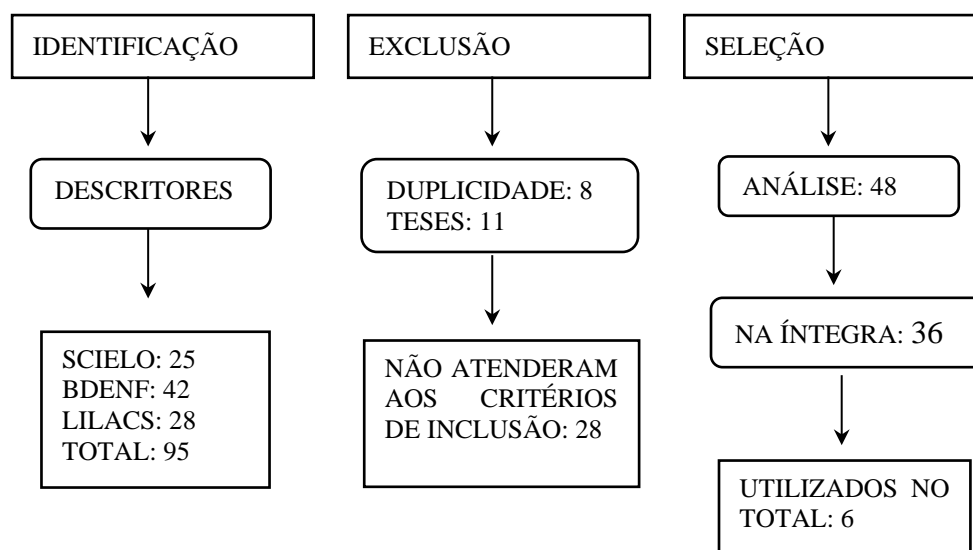 IDENTIFICAÇÃO
DESCRITORES
SCIELO: 25
BDENF: 42
LILACS: 28
TOTAL: 95
EXCLUSÃO
DUPLICIDADE: 8
TESES: 11
NÃO ATENDERAM
AOS CRITÉRIOS
DE INCLUSÃO: 28
SELEÇÃO
ANÁLISE: 48
NA ÍNTEGRA: 36
UTILIZADOS NO
TOTAL: 6